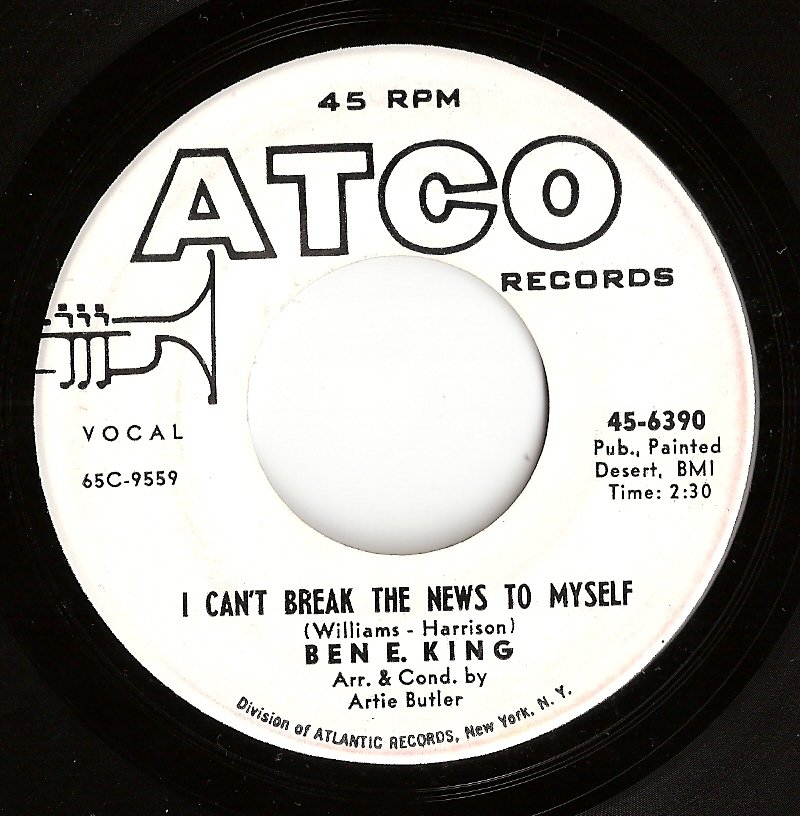 45 RPM
ATCO
RECORDS
VOCAL
65C-9559
45-6390
Pub., Painted
Desert, BMI
Time: 2:30
I CAN'T BREAK THE NEWS TO MYSELF
(Williams - Harrison)
BEN E. KING
Arr. & Cond. by
Artie Butler
Division of ATLANTIC RECORDS, New York, N. Y.